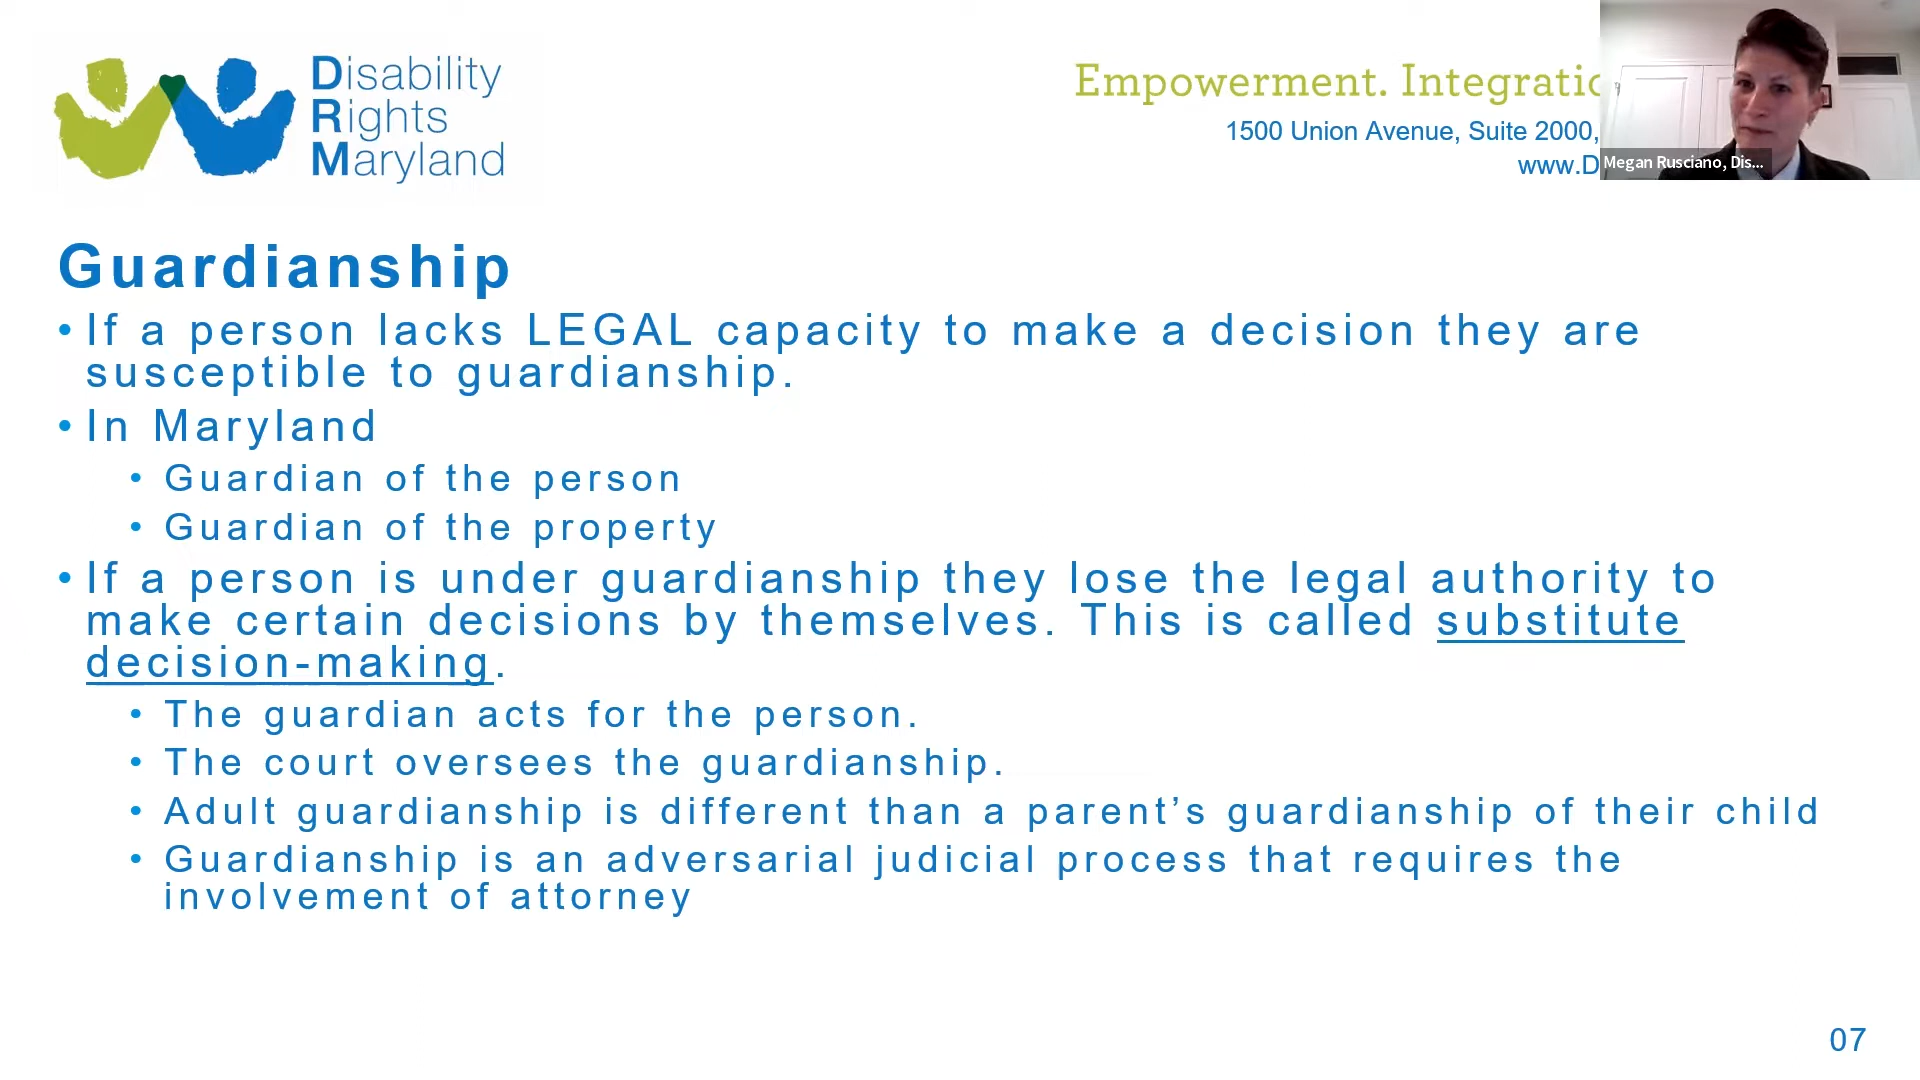 Disability
Rights
Maryland
Empowerment. Integratio
1500 Union Avenue, Suite 2000,
www.D
Megan Rusciano, Dis...
Guardianship
• If a person lacks LEGAL capacity to make a decision they are
susceptible to guardianship.
• In Maryland
• Guardian of the person
• Guardian of the property
• If a person is under guardianship they lose the legal authority to
make certain decisions by themselves. This is called substitute
decision-making.
• The guardian acts for the person.
• The court oversees the guardianship.
• Adult guardianship is different than a parent’s guardianship of their child
• Guardianship is an adversarial judicial process that requires the
involvement of attorney
07